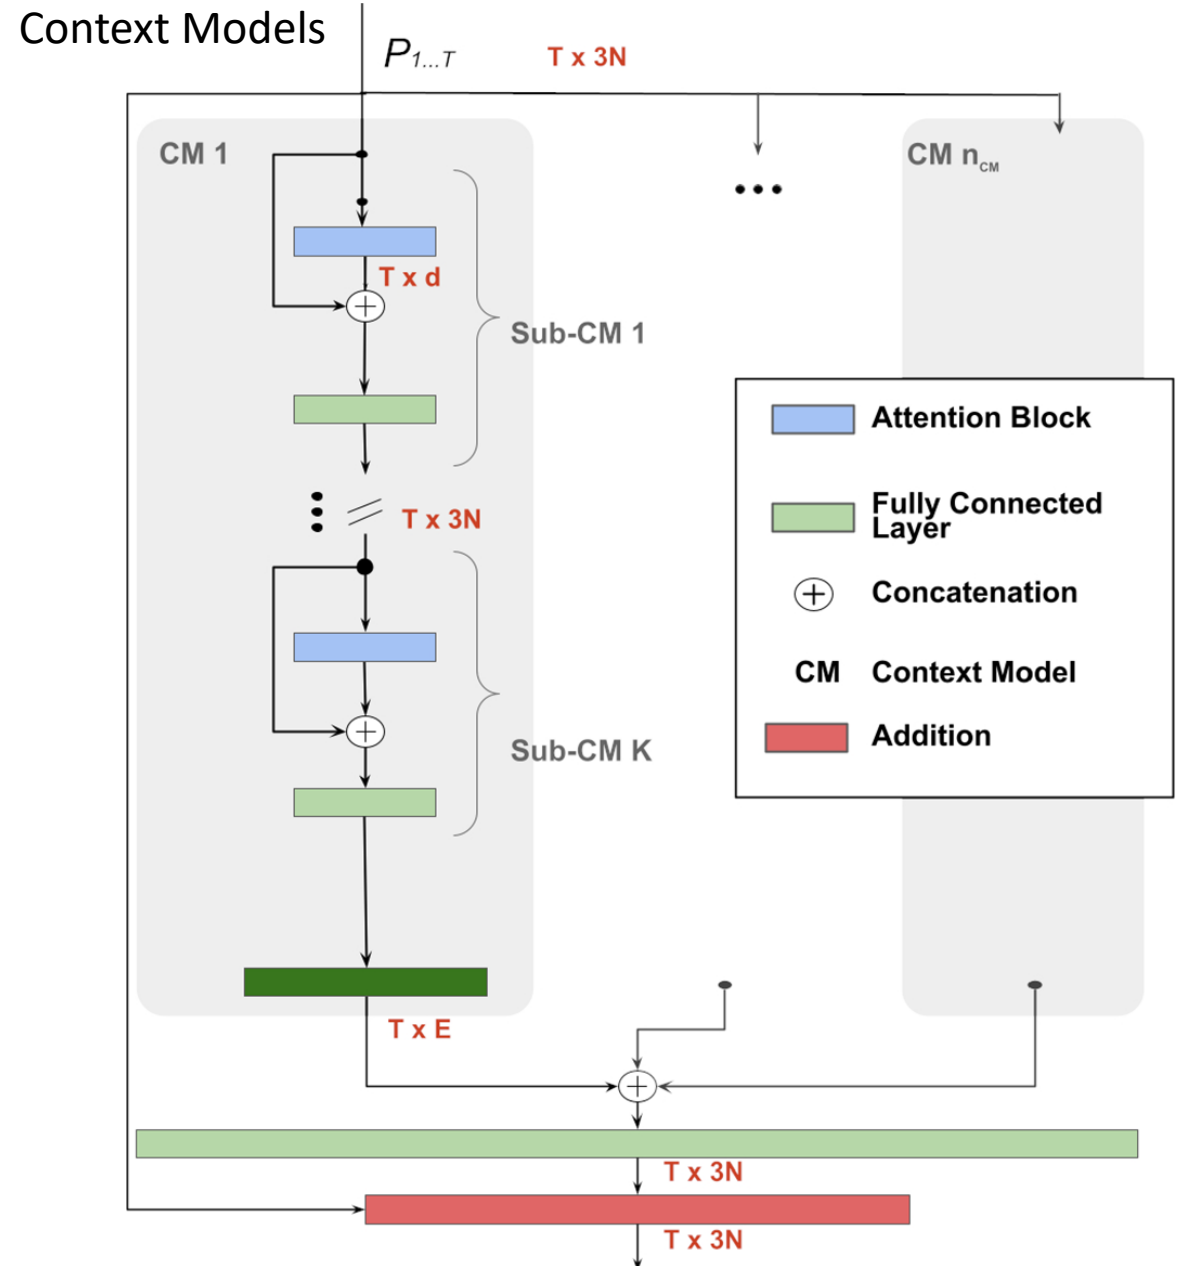 Context Models
P1...T
T x 3N
CM 1
CM nCM
T x d
Sub-CM 1
T x 3N
Sub-CM K
Attention Block
Fully Connected
Layer
Concatenation
CM Context Model
Addition
T x E
T x 3N
T x 3N